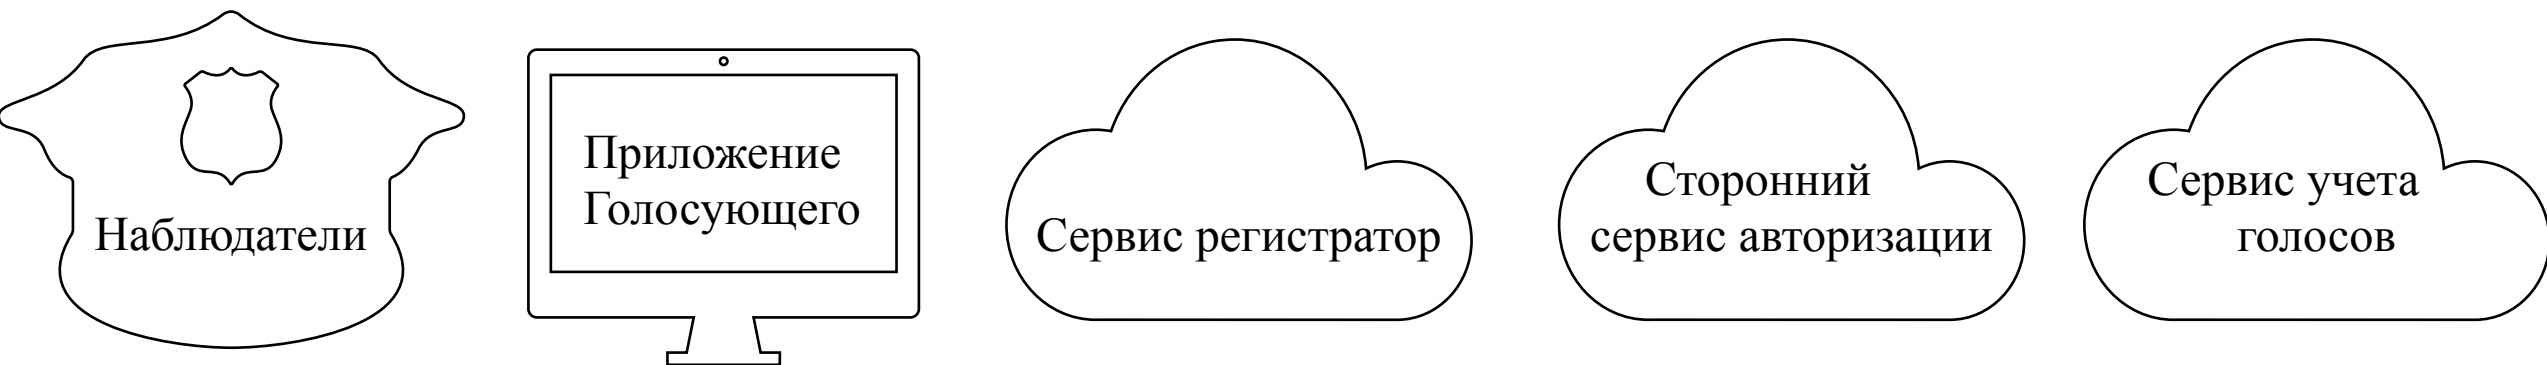 Наблюдатели
Приложение
Голосующего
Сервис регистратор
Сторонний
сервис авторизации
Сервис учета
голосов